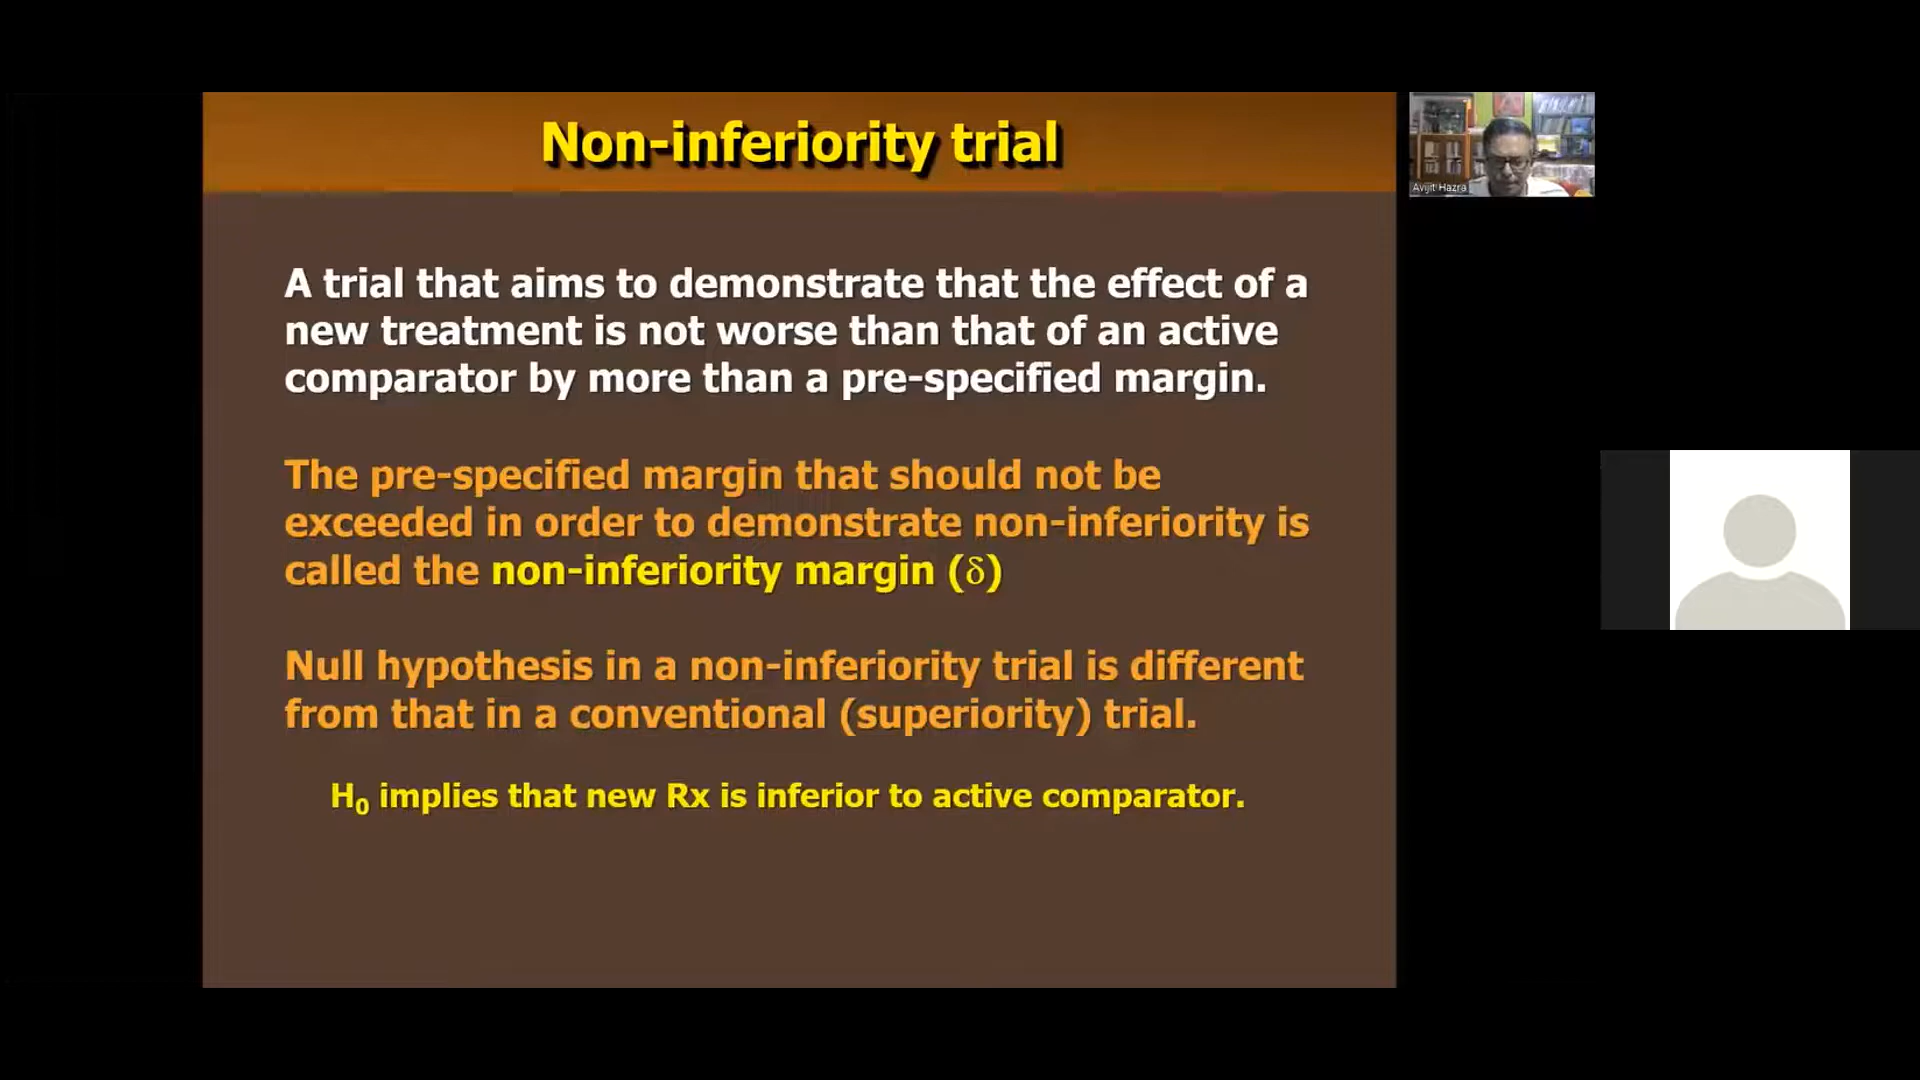 Non-inferiority trial
Avijit Hazra
A trial that aims to demonstrate that the effect of a
new treatment is not worse than that of an active
comparator by more than a pre-specified margin.
The pre-specified margin that should not be
exceeded in order to demonstrate non-inferiority is
called the non-inferiority margin (δ)
Null hypothesis in a non-inferiority trial is different
from that in a conventional (superiority) trial.
H₀ implies that new Rx is inferior to active comparator.